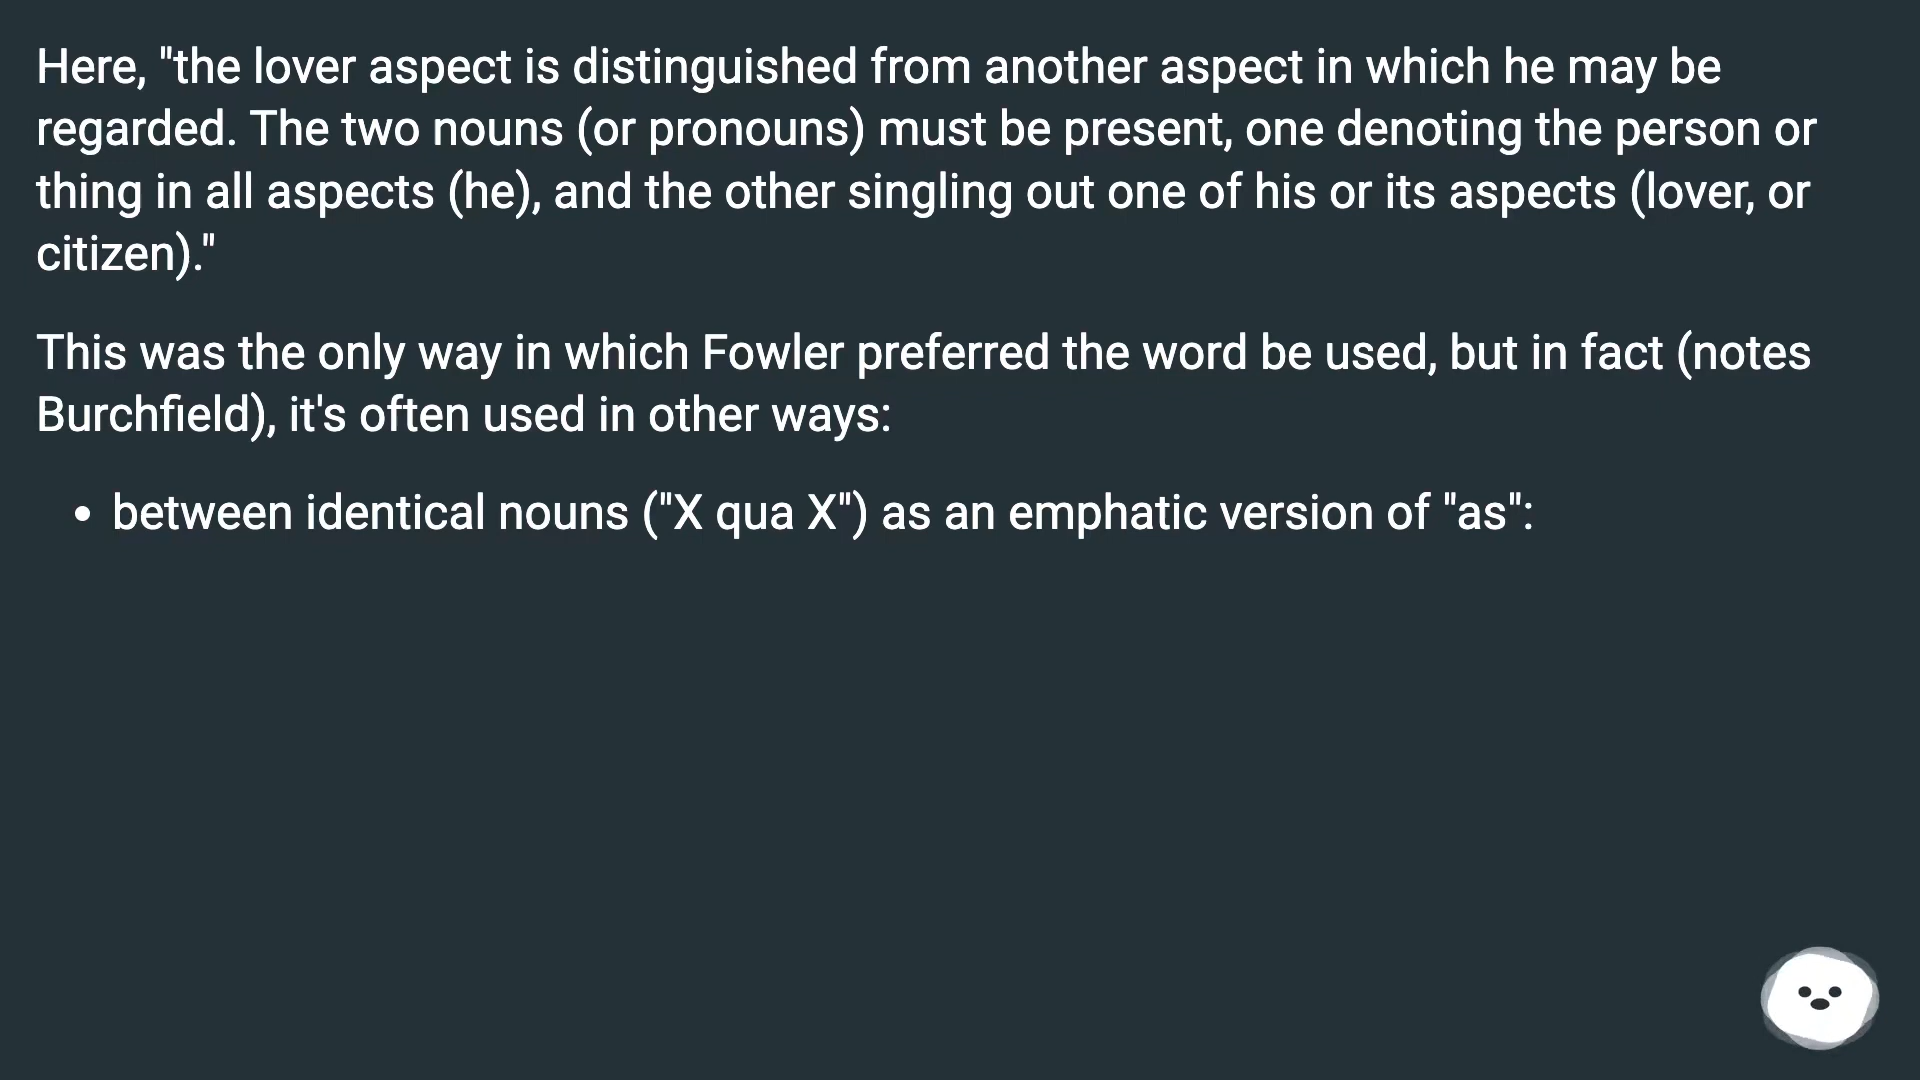 Here, "the lover aspect is distinguished from another aspect in which he may be
regarded. The two nouns (or pronouns) must be present, one denoting the person or
thing in all aspects (he), and the other singling out one of his or its aspects (lover, or
citizen)."
This was the only way in which Fowler preferred the word be used, but in fact (notes
Burchfield), it's often used in other ways:
• between identical nouns ("X qua X") as an emphatic version of "as":